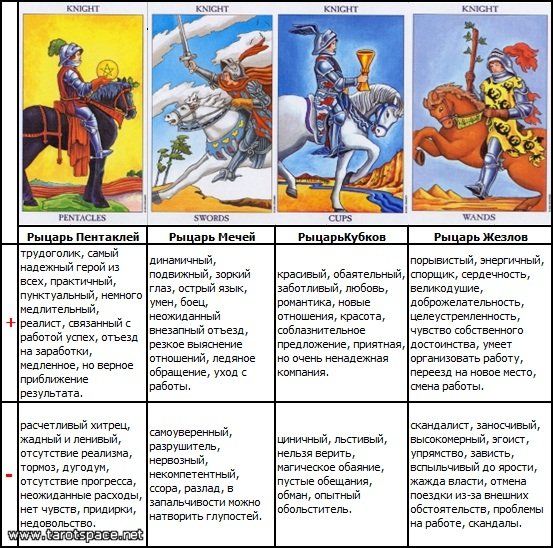 KNIGHT
KNIGHT
KNIGHT
KNIGHT
PENTACLES
SWORDS
CUPS
WANDS
Рыцарь Пентаклей
Рыцарь Мечей
РыцарьКубков
Рыцарь Жезлов
+
трудоголик, самый
надежный герой из
всех, практичный,
пунктуальный, немного
медлительный,
реалист, связанный с
работой успех, отъезд
на заработки,
медленное, но верное
приближение
результата.
динамичный,
подвижный, зоркий
глаз, острый язык,
умен, боец,
неожиданный
внезапный отъезд,
резкое выяснение
отношений, ледяное
обращение, уход с
работы.
красивый, обаятельный,
заботливый, любовь,
романтика, новые
отношения, красота,
соблазнительное
предложение, приятная,
но очень ненадежная
компания.
порывистый, энергичный,
спорщик, сердечность,
великодушие,
доброжелательность,
целеустремленность,
чувство собственного
достоинства, умеет
организовать работу,
переезд на новое место,
смена работы.
-
расчетливый хитрец,
жадный и ленивый,
отсутствие реализма,
тормоз, дугодум,
отсутствие прогресса,
неожиданные расходы,
нет чувств, придирки,
недовольство.
самоуверенный,
разрушитель,
нервозный,
некомпетентный,
ссора, разлад, в
запальчивости можно
натворить глупостей.
циничный, льстивый,
нельзя верить,
магическое обаяние,
пустые обещания,
обман, опытный
обольститель.
скандалист, заносчивый,
высокомерный, эгоист,
упрямство, зависть,
вспыльчивый до ярости,
жажда власти, отмена
поездки из-за внешних
обстоятельств, проблемы
на работе, скандалы.
www.tarotspace.net